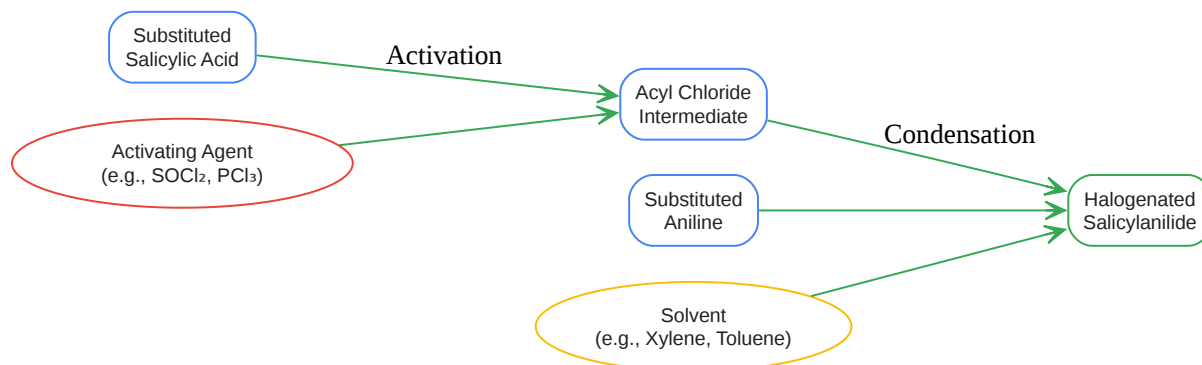 Substituted
Salicylic Acid
Activation
Activating Agent
(e.g., SOCl₂, PCl₃)
Acyl Chloride
Intermediate
Condensation
Substituted
Aniline
Halogenated
Salicylanilide
Solvent
(e.g., Xylene, Toluene)